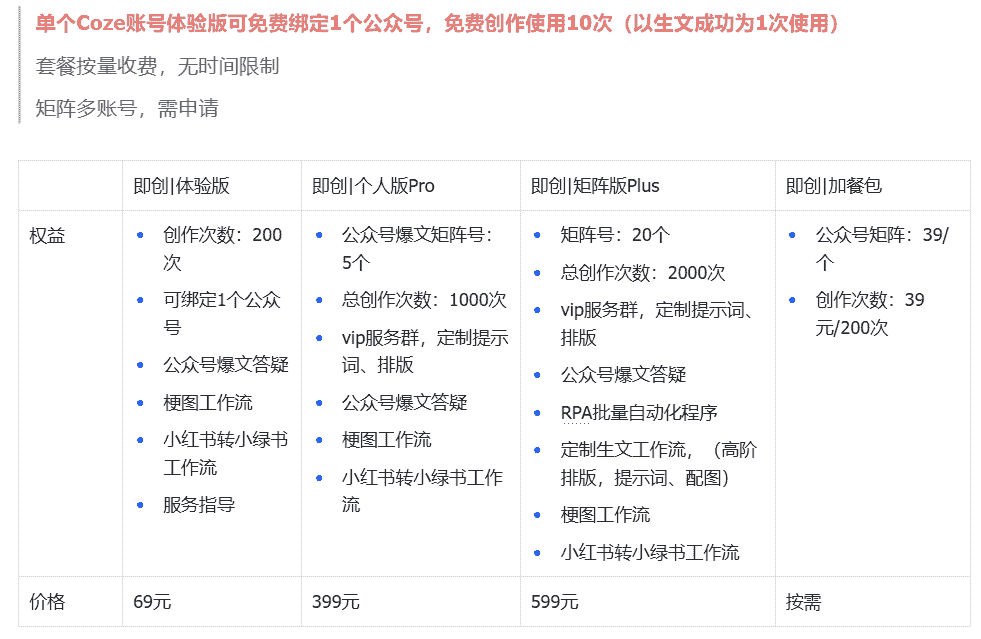 单个Coze账号体验版可免费绑定1个公众号，免费创作使用10次（以生文成功为1次使用）
套餐按量收费，无时间限制
矩阵多账号，需申请
即创|体验版
即创|个人版Pro
即创|矩阵版Plus
即创|加餐包
权益
创作次数：200
次
可绑定1个公众
号
公众号爆文答疑
梗图工作流
小红书转小绿书
工作流
服务指导
公众号爆文矩阵号：
5个
总创作次数：1000次
vip服务群，定制提示
词、排版
公众号爆文答疑
梗图工作流
小红书转小绿书工作
流
矩阵号：20个
总创作次数：2000次
vip服务群，定制提示词、
排版
公众号爆文答疑
RPA批量自动化程序
定制生文工作流，（高阶
排版，提示词、配图）
梗图工作流
小红书转小绿书工作流
公众号矩阵：39/
个
创作次数：39
元/200次
价格
69元
399元
599元
按需